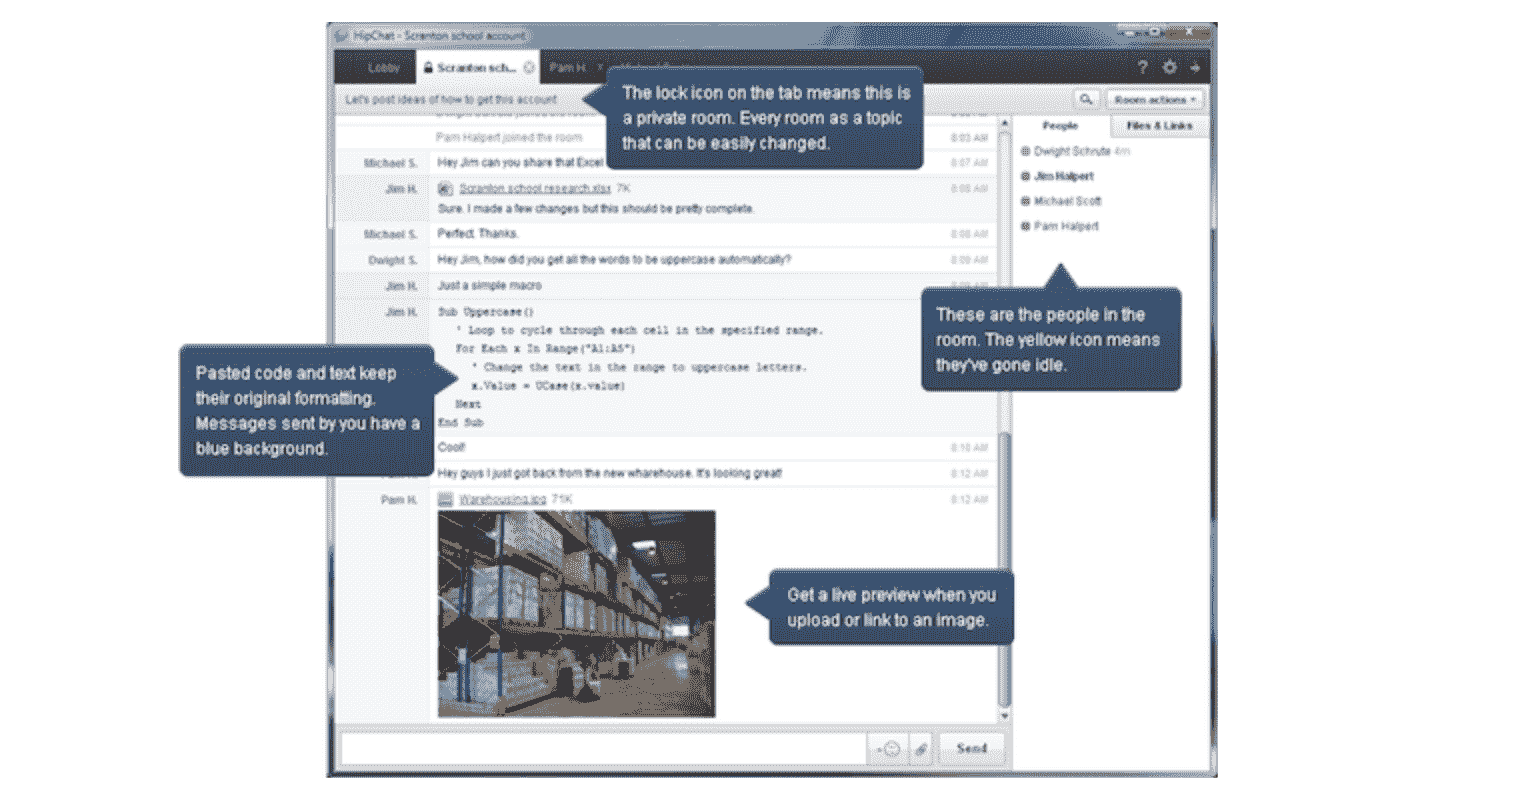 HipChat - Scranton school account
Lobby
Scranton sch...
Pam H.
?
Let's post ideas of how to get this account
Room actions
The lock icon on the tab means this is
a private room. Every room as a topic
that can be easily changed.
People
Files & Links
Pam Halpert joined the room 8:03 AM
Michael S. Hey Jim can you share that Excel 8:07 AM
Jim H. Scranton school research.xlsx 7K 8:08 AM
Sure. I made a few changes but this should be pretty complete.
Michael S. Perfect. Thanks. 8:08 AM
Dwight S. Hey Jim, how did you get all the words to be uppercase automatically? 8:09 AM
Jim H. Just a simple macro
Jim H. Sub Uppercase()
' Loop to cycle through each cell in the specified range.
For Each x In Range("A1:A5")
' Change the text in the range to uppercase letters.
x.Value = UCase(x.value)
Next
End Sub
Cool! 8:10 AM
Hey guys I just got back from the new wharehouse. It's looking great! 8:12 AM
Pam H. Warehousing.jpg 71K 8:12 AM
Dwight Schrute 4m
Jim Halpert
Michael Scott
Pam Halpert
These are the people in the
room. The yellow icon means
they've gone idle.
Pasted code and text keep
their original formatting.
Messages sent by you have a
blue background.
Get a live preview when you
upload or link to an image.
Send